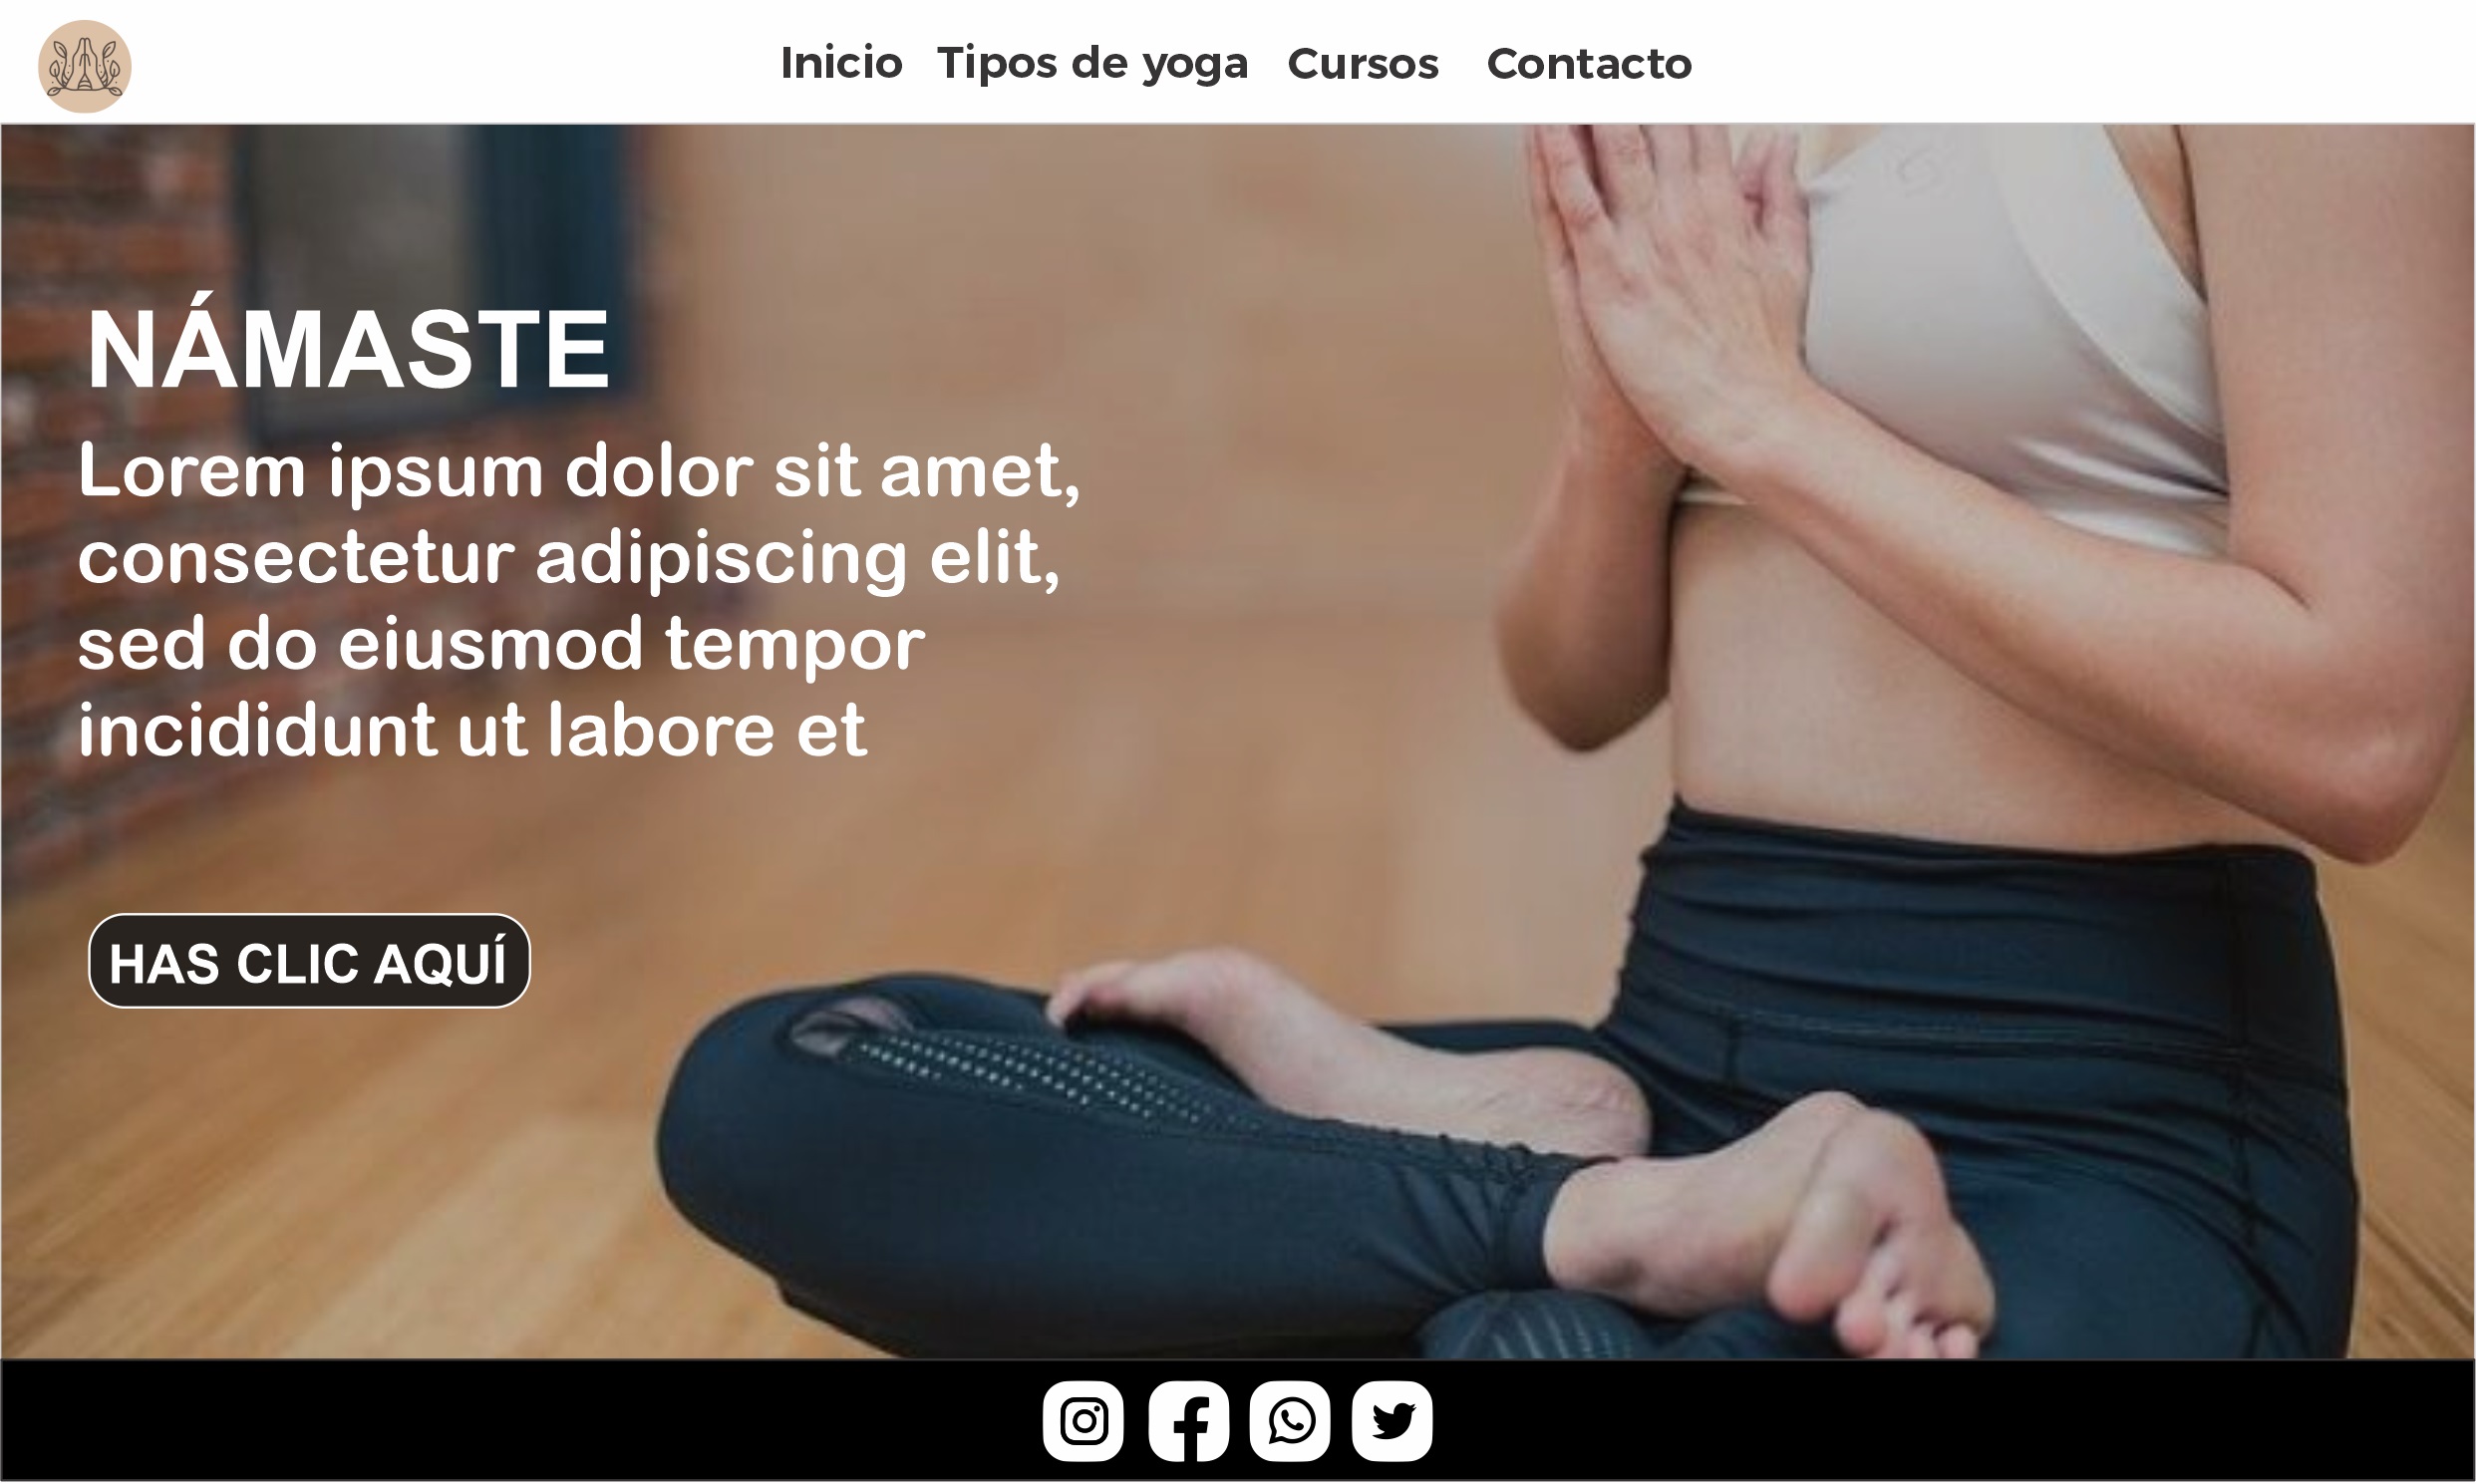 Inicio Tipos de yoga Cursos Contacto
NÁMASTE
Lorem ipsum dolor sit amet,
consectetur adipiscing elit,
sed do eiusmod tempor
incididunt ut labore et
HAS CLIC AQUÍ